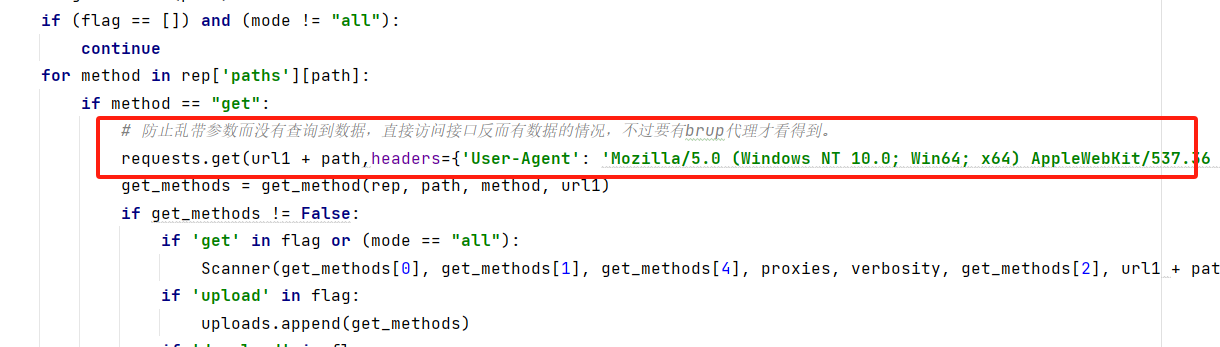 if (flag == []) and (mode != "all"):
continue
for method in rep['paths'][path]:
if method == "get":
# 防止乱带参数而没有查询到数据，直接访问接口反而有数据的情况，不过要有brup代理才看得到。
requests.get(url1 + path,headers={'User-Agent': 'Mozilla/5.0 (Windows NT 10.0; Win64; x64) AppleWebKit/537.36
get_methods = get_method(rep, path, method, url1)
if get_methods != False:
if 'get' in flag or (mode == "all"):
Scanner(get_methods[0], get_methods[1], get_methods[4], proxies, verbosity, get_methods[2], url1 + pat
if 'upload' in flag:
uploads.append(get_methods)